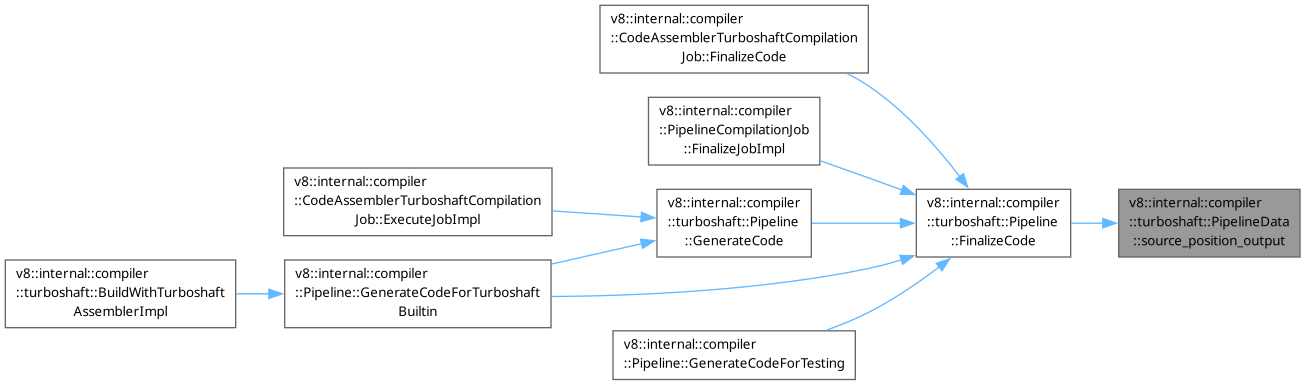 v8::internal::compiler
::CodeAssemblerTurboshaftCompilation
Job::FinalizeCode
v8::internal::compiler
::PipelineCompilationJob
::FinalizeJobImpl
v8::internal::compiler
::CodeAssemblerTurboshaftCompilation
Job::ExecuteJobImpl
v8::internal::compiler
::turboshaft::Pipeline
::GenerateCode
v8::internal::compiler
::turboshaft::Pipeline
::FinalizeCode
v8::internal::compiler
::turboshaft::PipelineData
::source_position_output
v8::internal::compiler
::turboshaft::BuildWithTurboshaft
AssemblerImpl
v8::internal::compiler
::Pipeline::GenerateCodeForTurboshaft
Builtin
v8::internal::compiler
::Pipeline::GenerateCodeForTesting